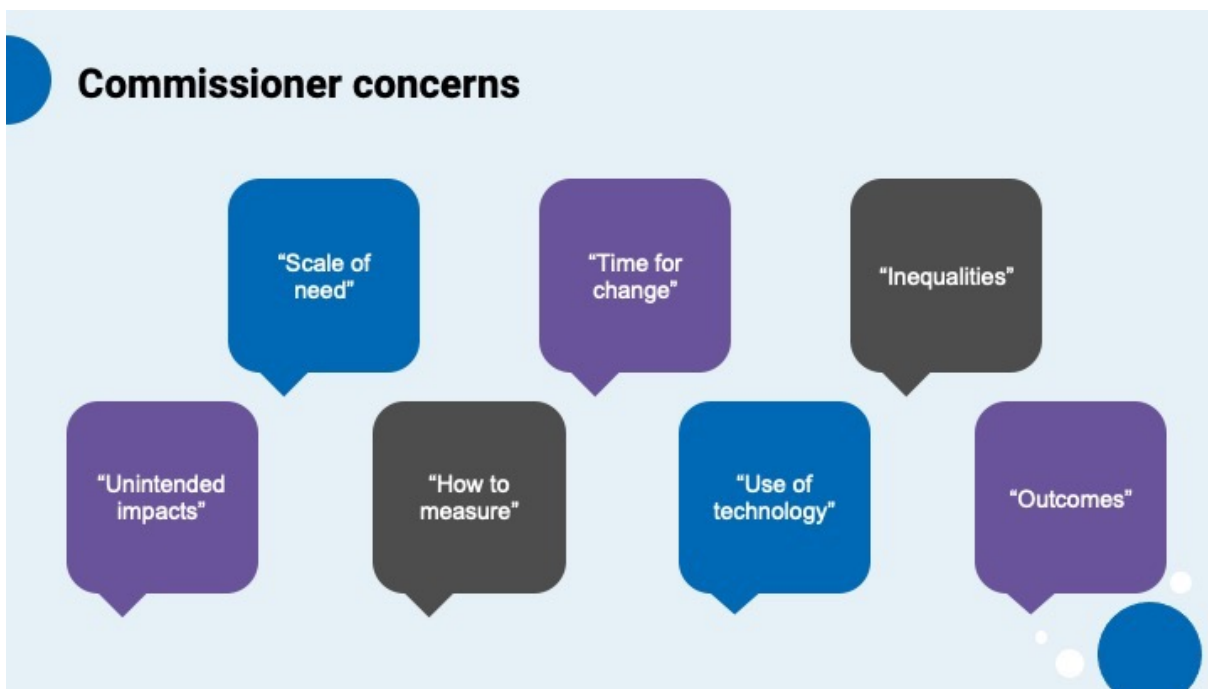 Commissioner concerns
“Scale of
need”
“Time for
change”
“Inequalities”
“Unintended
impacts”
“How to
measure”
“Use of
technology”
“Outcomes”